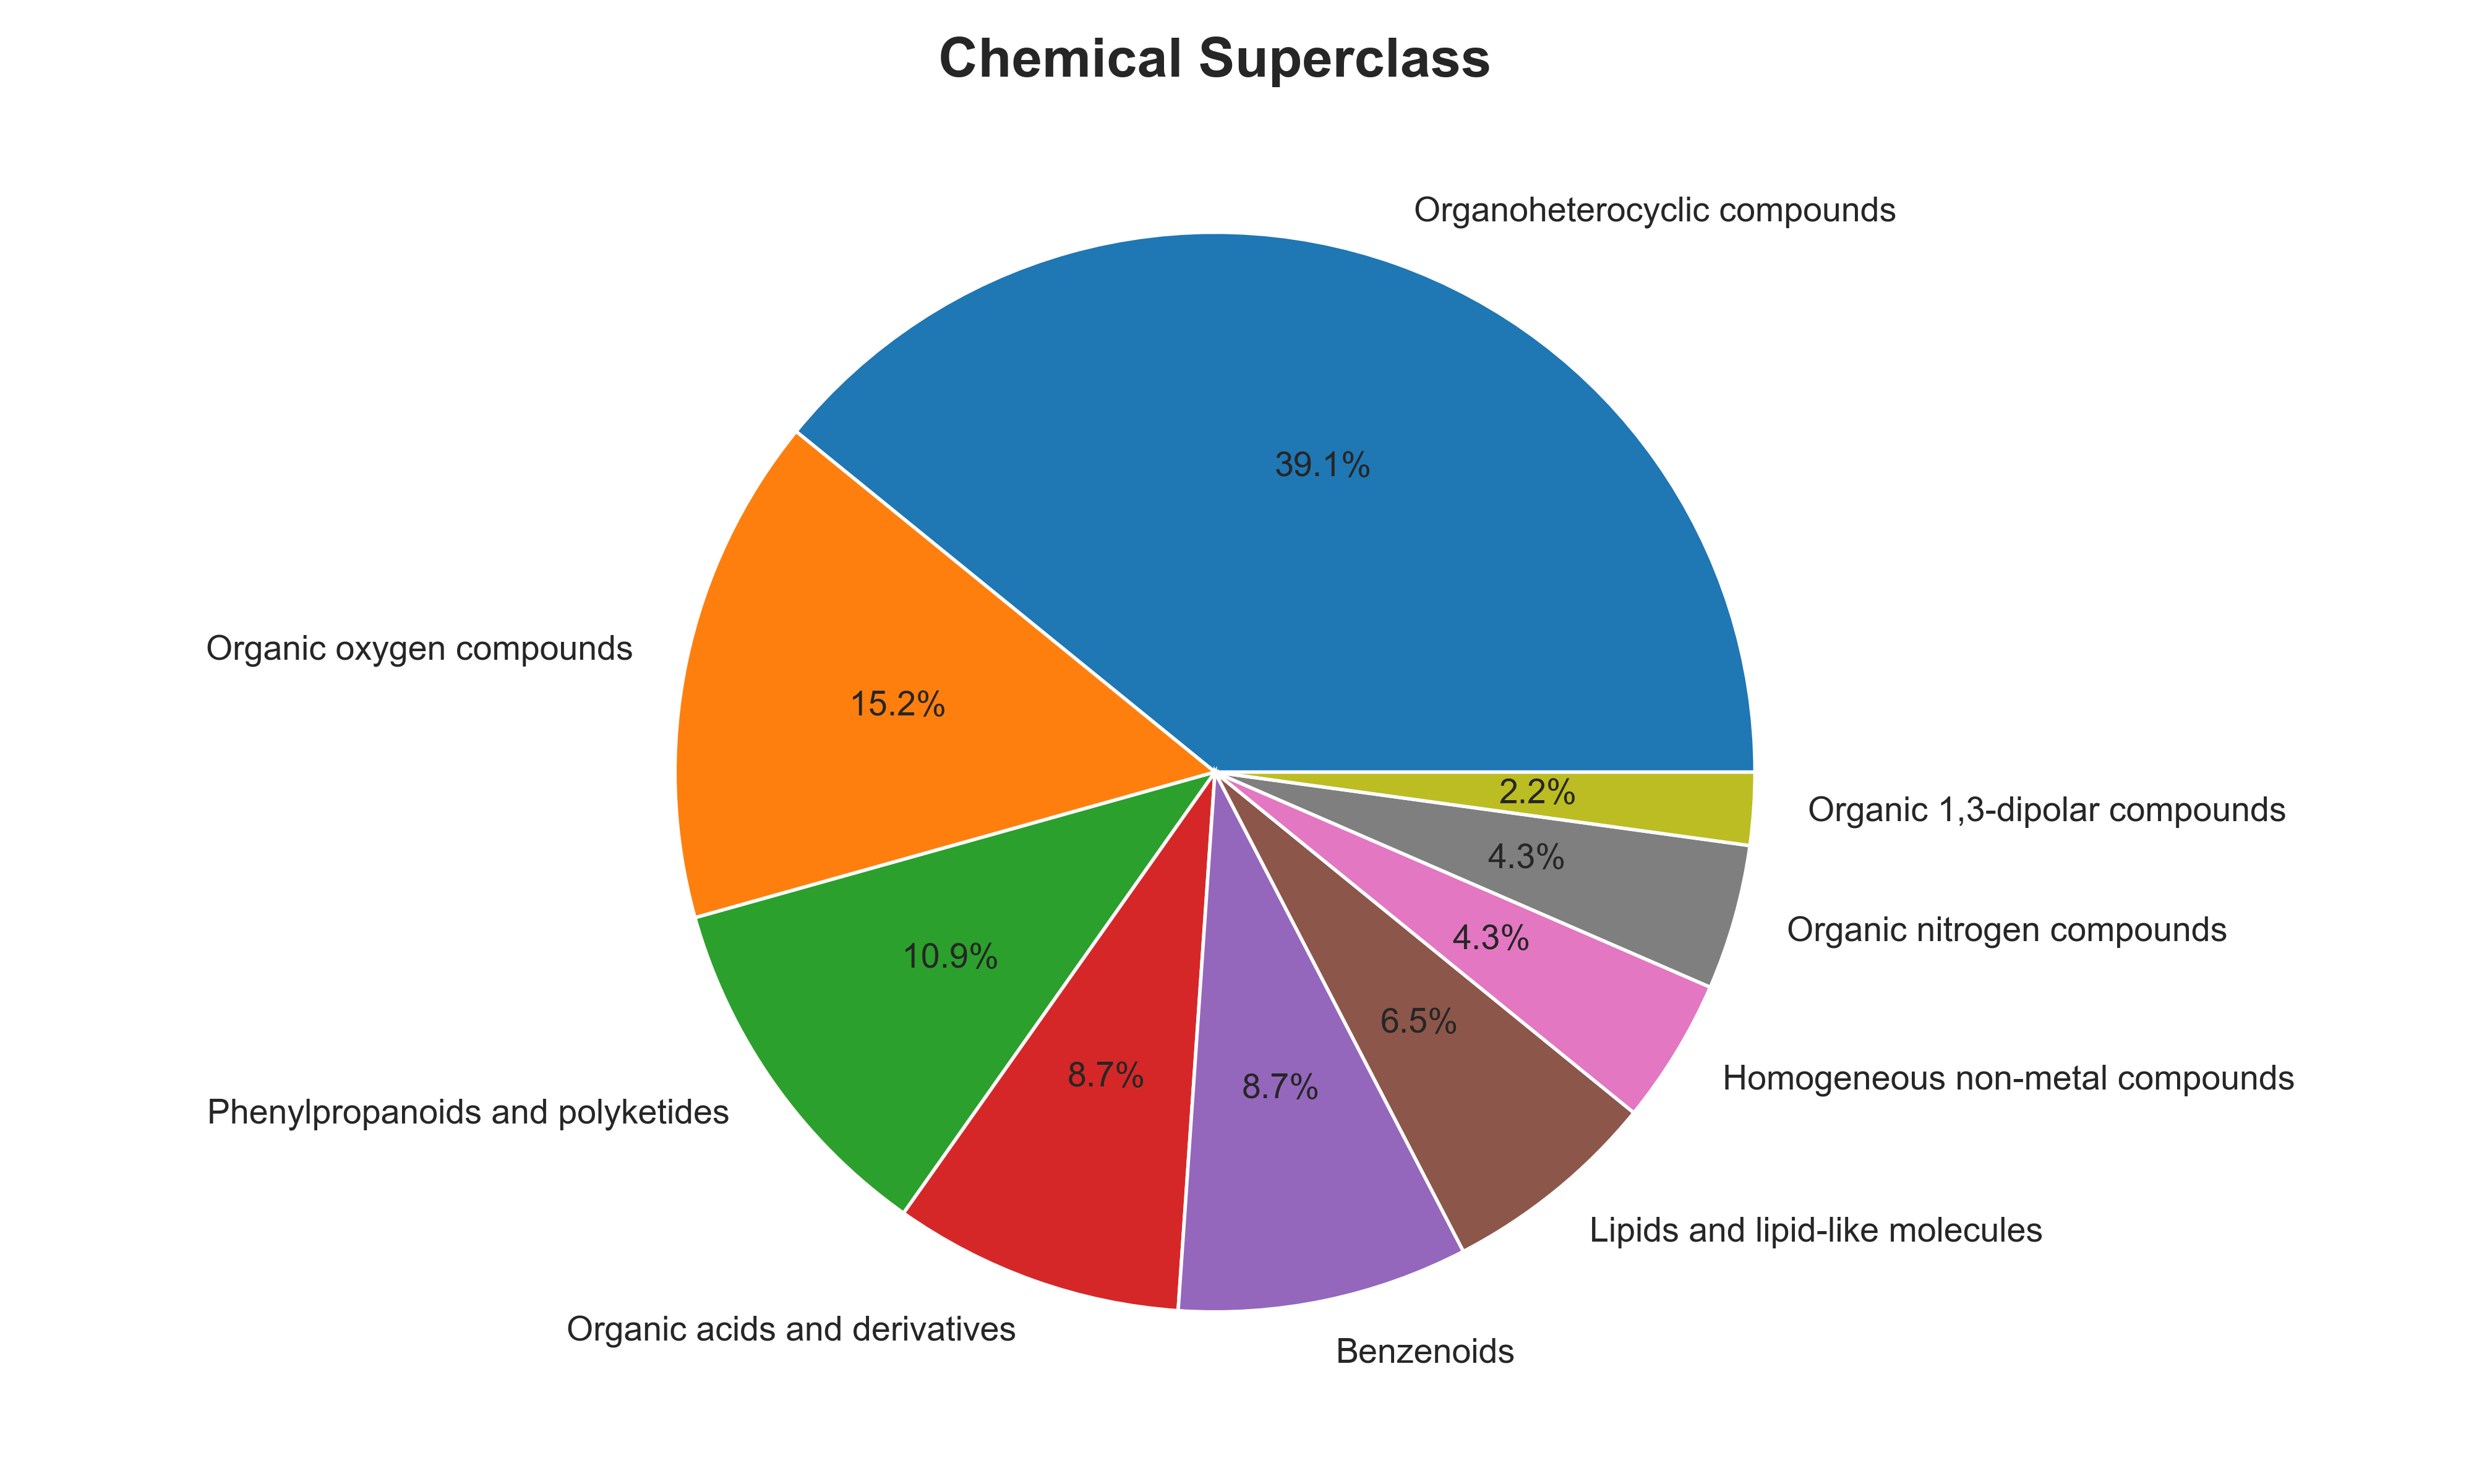 Chemical Superclass
Organoheterocyclic compounds
39.1%
Organic oxygen compounds
15.2%
Phenylpropanoids and polyketides
10.9%
Organic acids and derivatives
8.7%
Benzenoids
8.7%
Lipids and lipid-like molecules
6.5%
Homogeneous non-metal compounds
4.3%
Organic nitrogen compounds
4.3%
Organic 1,3-dipolar compounds
2.2%